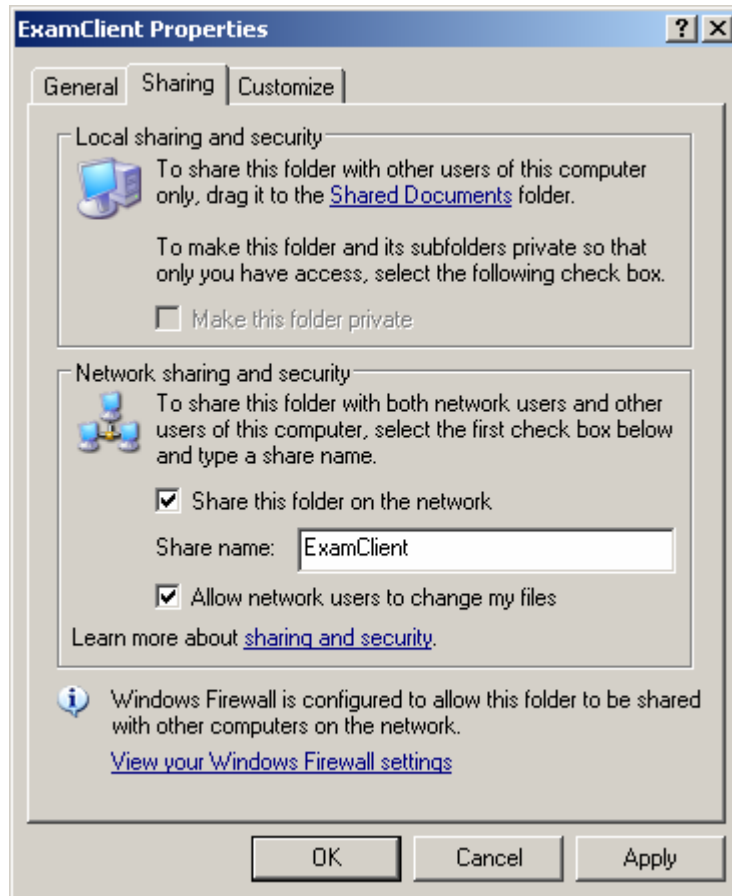 ExamClient Properties
General Sharing Customize
Local sharing and security
To share this folder with other users of this computer
only, drag it to the Shared Documents folder.
To make this folder and its subfolders private so that
only you have access, select the following check box.
Make this folder private
Network sharing and security
To share this folder with both network users and other
users of this computer, select the first check box below
and type a share name.
Share this folder on the network
Share name: ExamClient
Allow network users to change my files
Learn more about sharing and security.
Windows Firewall is configured to allow this folder to be shared
with other computers on the network.
View your Windows Firewall settings
OK Cancel Apply